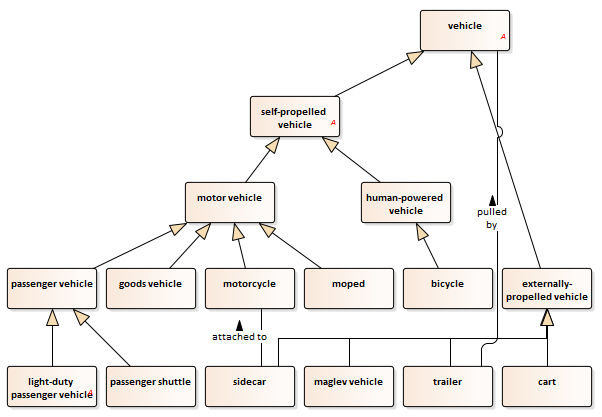 vehicle
A
self-propelled
vehicle
A
motor vehicle
human-powered
vehicle
pulled
by
passenger vehicle
goods vehicle
motorcycle
moped
bicycle
externally-
propelled vehicle
attached to
light-duty
passenger vehicle
A
passenger shuttle
sidecar
maglev vehicle
trailer
cart